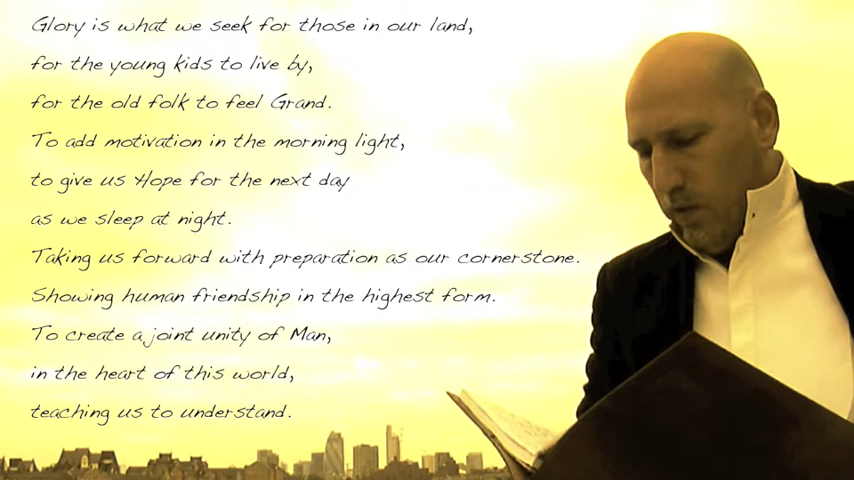 Glory is what we seek for those in our land,
for the young kids to live by,
for the old folk to feel Grand.
To add motivation in the morning light,
to give us Hope for the next day
as we sleep at night.
Taking us forward with preparation as our cornerstone.
Showing human friendship in the highest form.
To create a joint unity of Man,
in the heart of this world,
teaching us to understand.